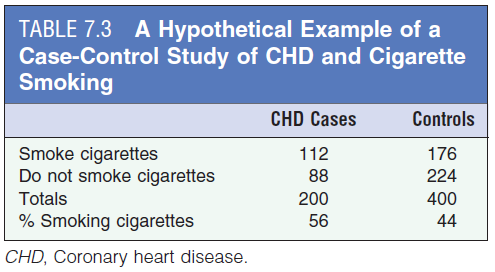 TABLE 7.3 A Hypothetical Example of a
Case-Control Study of CHD and Cigarette
Smoking
CHD Cases Controls
Smoke cigarettes 112 176
Do not smoke cigarettes 88 224
Totals 200 400
% Smoking cigarettes 56 44
CHD, Coronary heart disease.